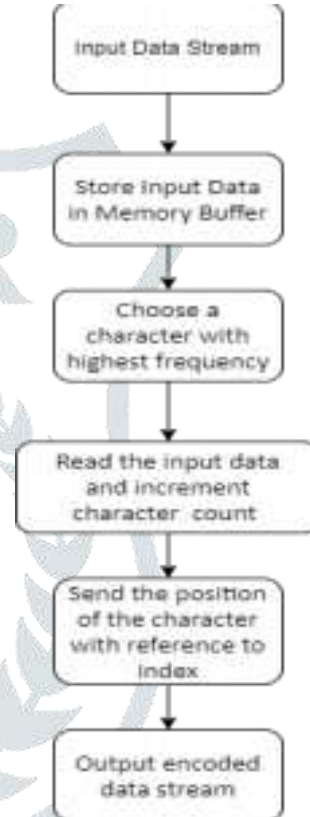 Input Data Stream
Store Input Data
in Memory Buffer
Choose a
character with
highest frequency
Read the input data
and increment
character count
Send the position
of the character
with reference to
Index
Output encoded
data stream